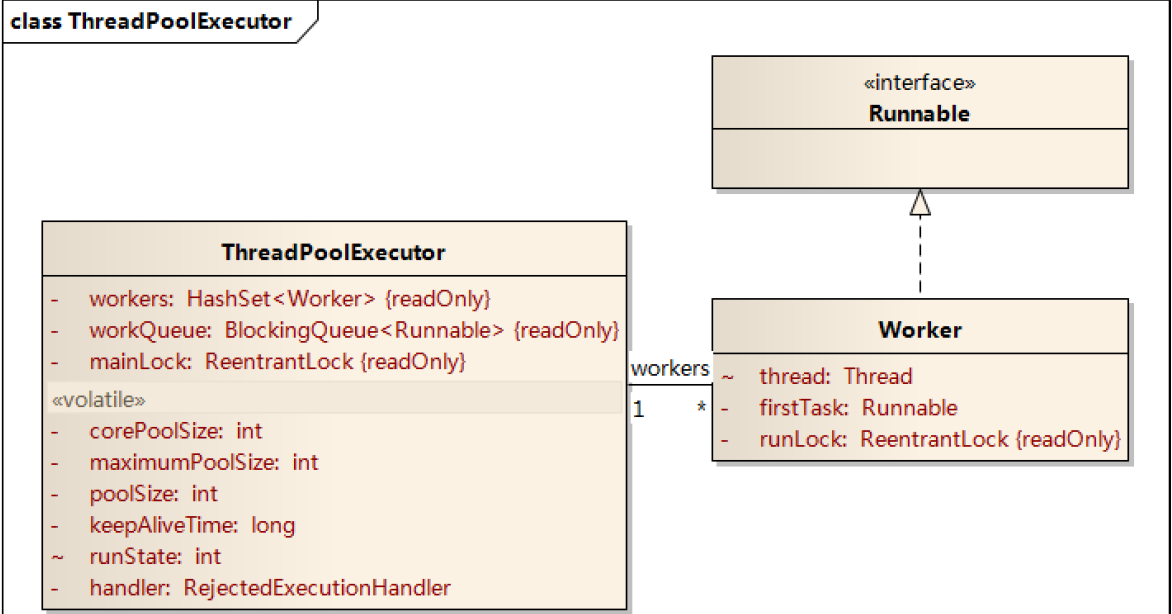 class ThreadPoolExecutor
«interface»
Runnable
ThreadPoolExecutor
- workers: HashSet<Worker> {readOnly}
- workQueue: BlockingQueue<Runnable> {readOnly}
- mainLock: ReentrantLock {readOnly}
«volatile»
- corePoolSize: int
- maximumPoolSize: int
- poolSize: int
- keepAliveTime: long
~ runState: int
- handler: RejectedExecutionHandler
workers
1 *
Worker
~ thread: Thread
- firstTask: Runnable
- runLock: ReentrantLock {readOnly}